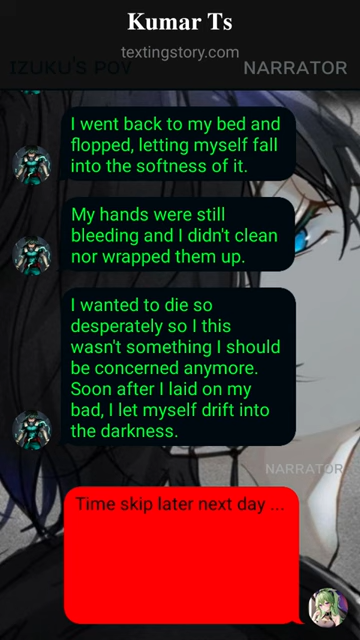 Kumar Ts
textingstory.com
IZUKU'S POV
NARRATOR
I went back to my bed and
flopped, letting myself fall
into the softness of it.
My hands were still
bleeding and I didn't clean
nor wrapped them up.
I wanted to die so
desperately so I this
wasn't something I should
be concerned anymore.
Soon after I laid on my
bad, I let myself drift into
the darkness.
NARRATOR
Time skip later next day ...